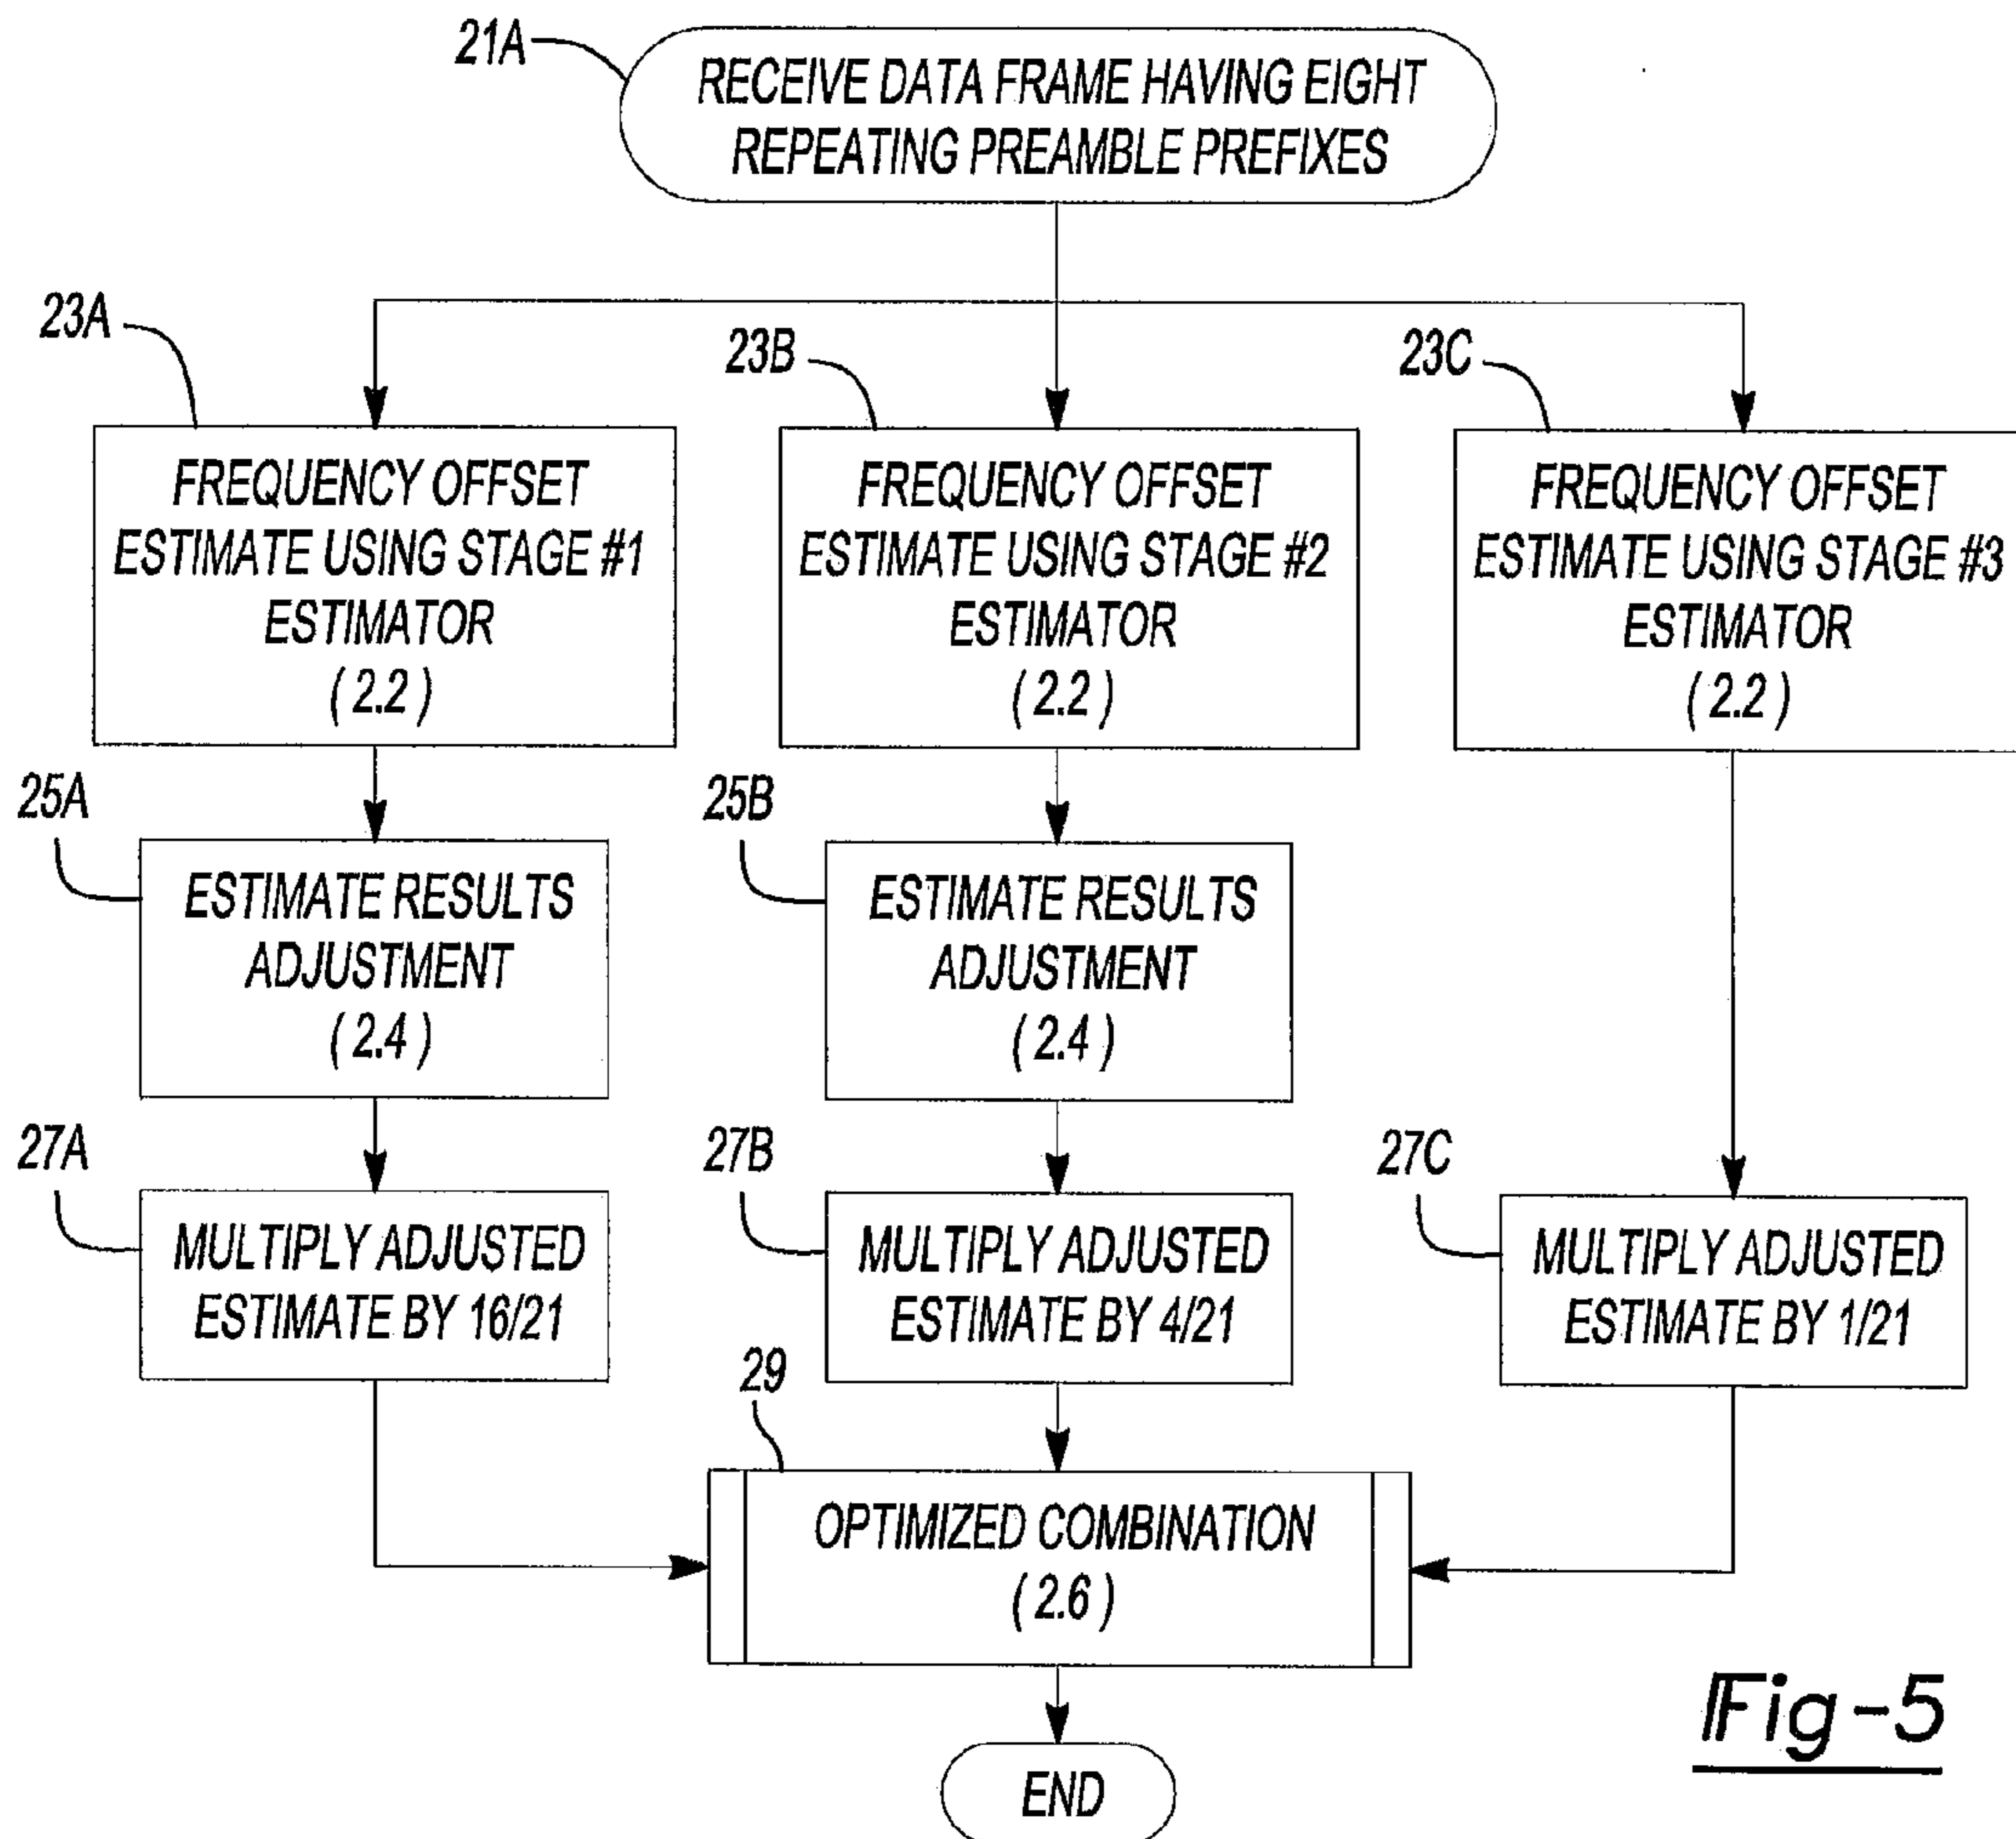 21A
RECEIVE DATA FRAME HAVING EIGHT
REPEATING PREAMBLE PREFIXES
23A
FREQUENCY OFFSET
ESTIMATE USING STAGE #1
ESTIMATOR
( 2.2 )
23B
FREQUENCY OFFSET
ESTIMATE USING STAGE #2
ESTIMATOR
( 2.2 )
23C
FREQUENCY OFFSET
ESTIMATE USING STAGE #3
ESTIMATOR
( 2.2 )
25A
ESTIMATE RESULTS
ADJUSTMENT
( 2.4 )
25B
ESTIMATE RESULTS
ADJUSTMENT
( 2.4 )
27A
MULTIPLY ADJUSTED
ESTIMATE BY 16/21
27B
MULTIPLY ADJUSTED
ESTIMATE BY 4/21
27C
MULTIPLY ADJUSTED
ESTIMATE BY 1/21
29
OPTIMIZED COMBINATION
( 2.6 )
END
Fig-5